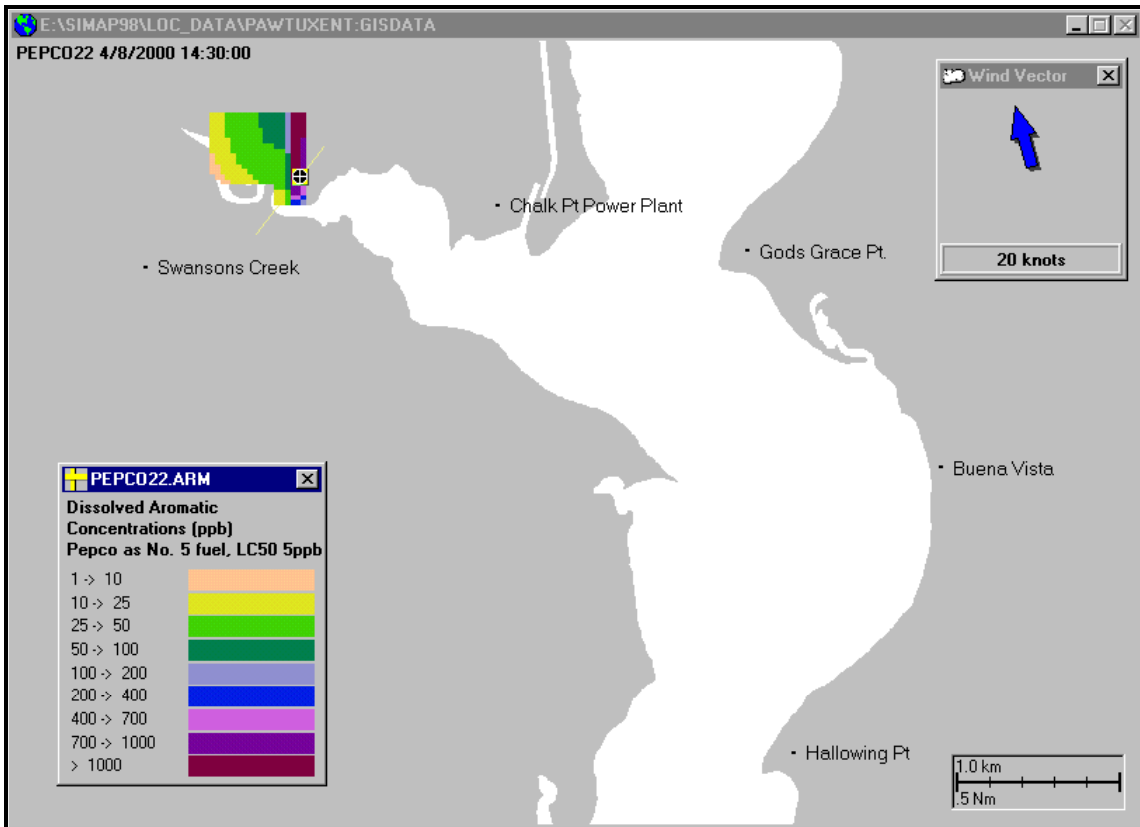 E:\SIMAP98\LOC_DATA\PAWTUXENT:GISDATA
PEPCO22 4/8/2000 14:30:00
Wind Vector
20 knots
Chalk Pt Power Plant
Gods Grace Pt.
Swansons Creek
Buena Vista
Hallowing Pt
PEPCO22.ARM
Dissolved Aromatic
Concentrations (ppb)
Pepco as No. 5 fuel, LC50 5ppb
1 -> 10
10 -> 25
25 -> 50
50 -> 100
100 -> 200
200 -> 400
400 -> 700
700 -> 1000
> 1000
1.0 km
.5 Nm